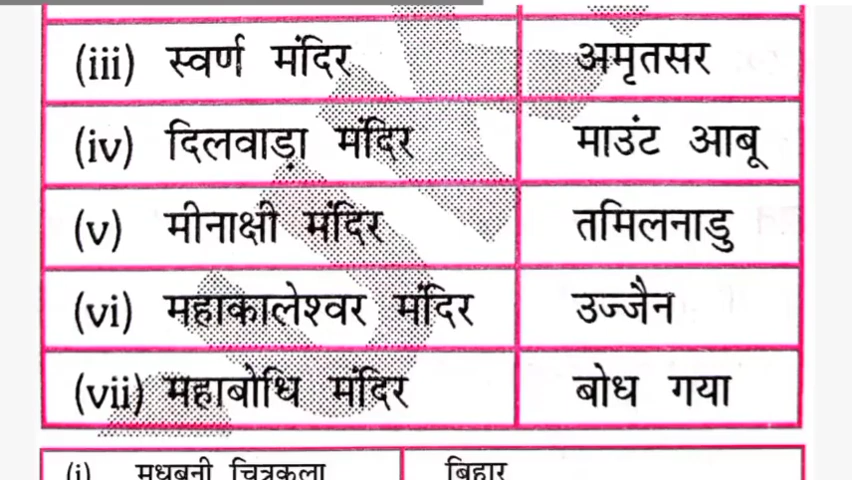 (iii) स्वर्ण मंदिर अमृतसर
(iv) दिलवाड़ा मंदिर माउंट आबू
(v) मीनाक्षी मंदिर तमिलनाडु
(vi) महाकालेश्वर मंदिर उज्जैन
(vii) महाबोधि मंदिर बोध गया
(i) मधुबनी चित्रकला बिहार